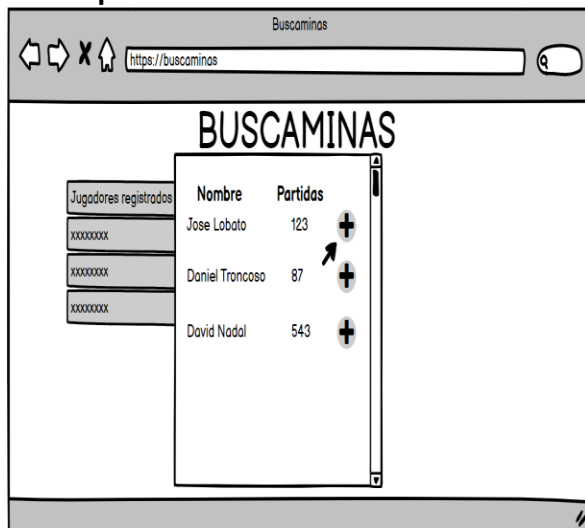 Buscaminas
https://buscaminas
BUSCAMINAS
Jugadores registrados
xxxxxxxx
xxxxxxxx
xxxxxxxx
Nombre Partidas
Jose Lobato 123
Daniel Troncoso 87
David Nadal 543